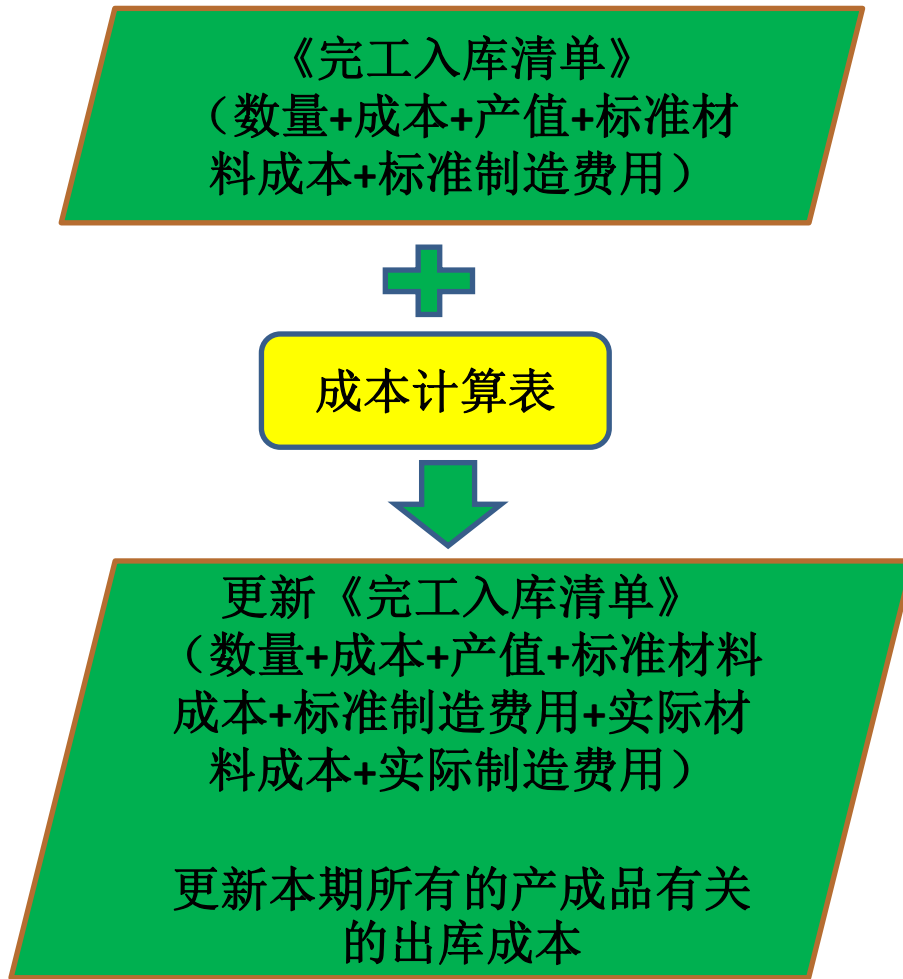 《完工入库清单》
（数量+成本+产值+标准材
料成本+标准制造费用）
成本计算表
更新《完工入库清单》
（数量+成本+产值+标准材料
成本+标准制造费用+实际材
料成本+实际制造费用）
更新本期所有的产成品有关
的出库成本